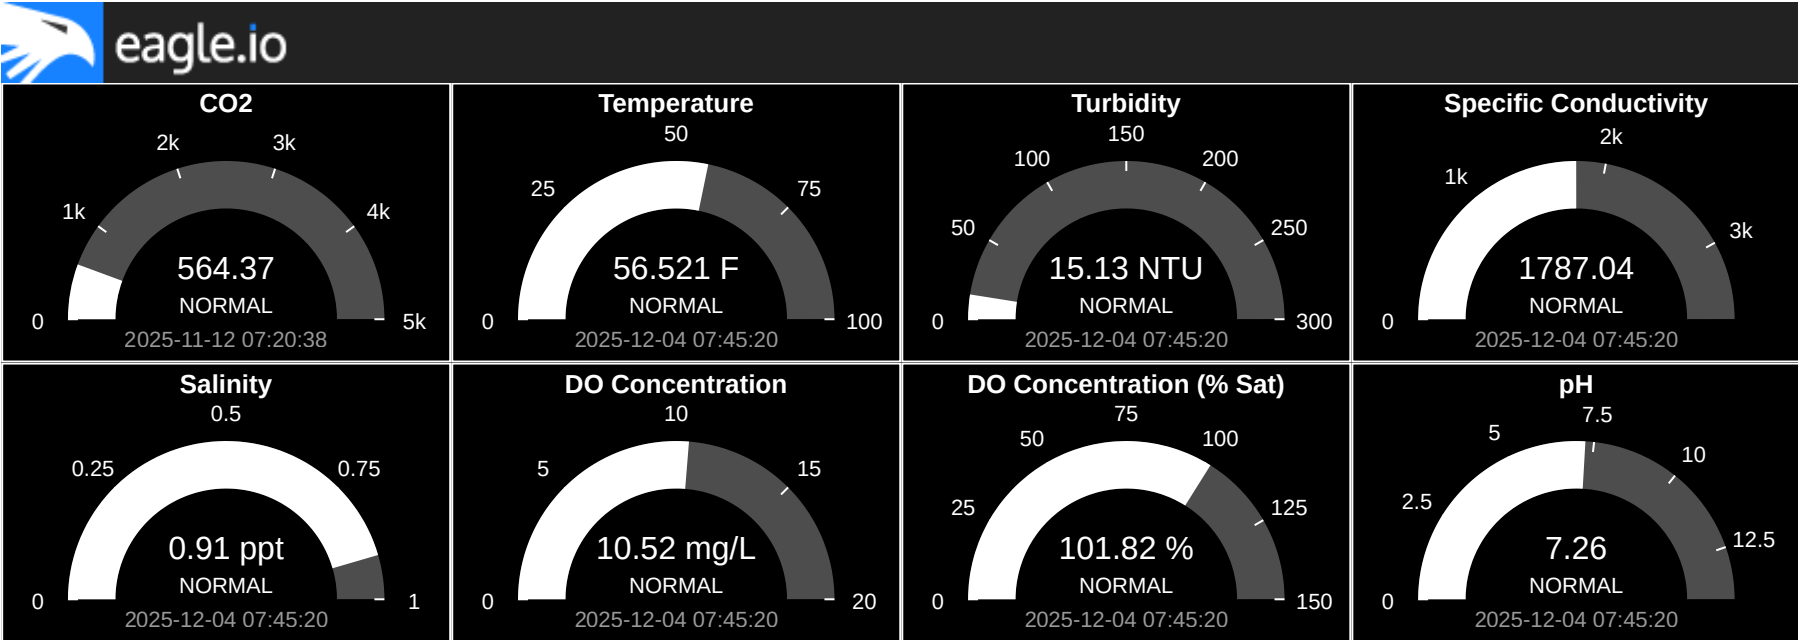 eagle.io
CO2
0
1k
2k
3k
4k
5k
564.37
NORMAL
2025-11-12 07:20:38
Temperature
0
25
50
75
100
56.521 F
NORMAL
2025-12-04 07:45:20
Turbidity
0
50
100
150
200
250
300
15.13 NTU
NORMAL
2025-12-04 07:45:20
Specific Conductivity
0
1k
2k
3k
1787.04
NORMAL
2025-12-04 07:45:20
Salinity
0
0.25
0.5
0.75
1
0.91 ppt
NORMAL
2025-12-04 07:45:20
DO Concentration
0
5
10
15
20
10.52 mg/L
NORMAL
2025-12-04 07:45:20
DO Concentration (% Sat)
0
25
50
75
100
125
150
101.82 %
NORMAL
2025-12-04 07:45:20
pH
0
2.5
5
7.5
10
12.5
7.26
NORMAL
2025-12-04 07:45:20